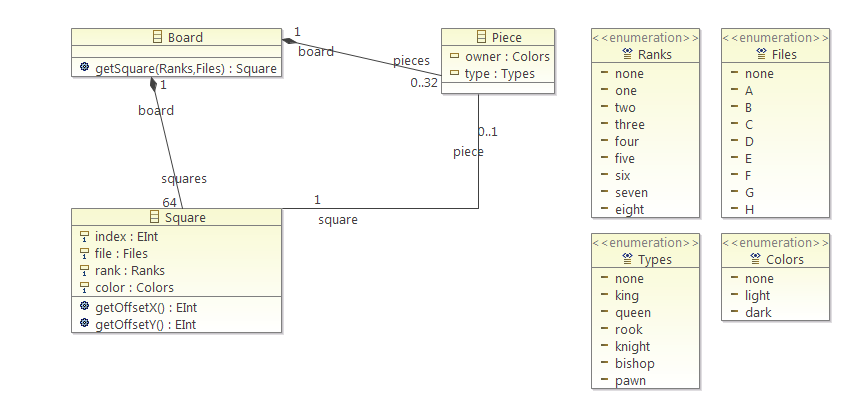 Board
getSquare(Ranks,Files) : Square
1
board
pieces
0..32
Piece
owner : Colors
type : Types
1
board
squares
64
0..1
piece
1
square
Square
index : EInt
file : Files
rank : Ranks
color : Colors
getOffsetX() : EInt
getOffsetY() : EInt
<<enumeration>>
Ranks
none
one
two
three
four
five
six
seven
eight
<<enumeration>>
Files
none
A
B
C
D
E
F
G
H
<<enumeration>>
Types
none
king
queen
rook
knight
bishop
pawn
<<enumeration>>
Colors
none
light
dark